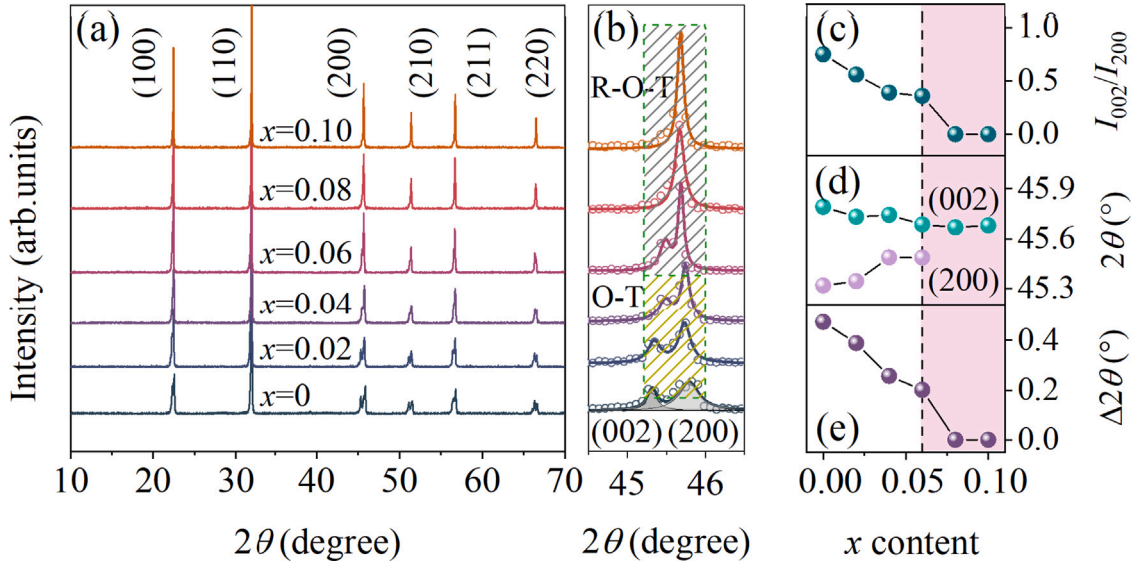 (a)
(100)
(110)
(200)
(210)
(211)
(220)
x=0.10
x=0.08
x=0.06
x=0.04
x=0.02
x=0
Intensity (arb.units)
10 20 30 40 50 60 70
2θ (degree)
(b)
R-O-T
O-T
(002) (200)
45 46
2θ (degree)
(c)
1.0
0.5
0.0
I002/I200
(d)
(002)
(200)
45.9
45.6
45.3
2θ (°)
(e)
0.4
0.2
0.0
Δ2θ (°)
0.00 0.05 0.10
x content